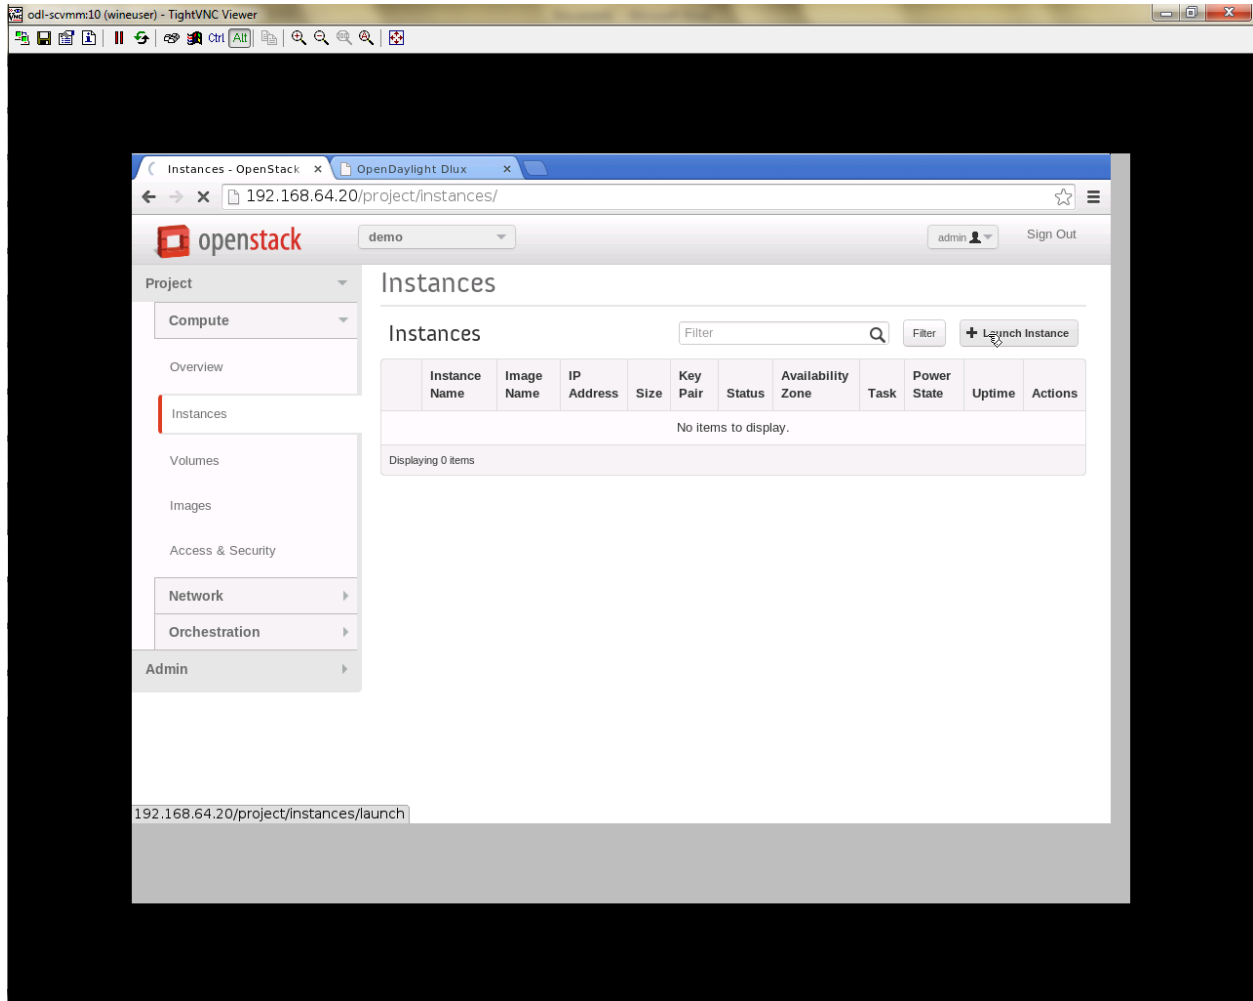 odl-scvmm:10 (wineuser) - TightVNC Viewer
Ctrl Alt
Instances - OpenStack x OpenDaylight Dlux x
192.168.64.20/project/instances/
openstack demo admin Sign Out
Project
Compute
Overview
Instances
Volumes
Images
Access & Security
Network
Orchestration
Admin
Instances
Instances Filter Filter + Launch Instance
Instance Name Image Name IP Address Size Key Pair Status Availability Zone Task Power State Uptime Actions
No items to display.
Displaying 0 items
192.168.64.20/project/instances/launch